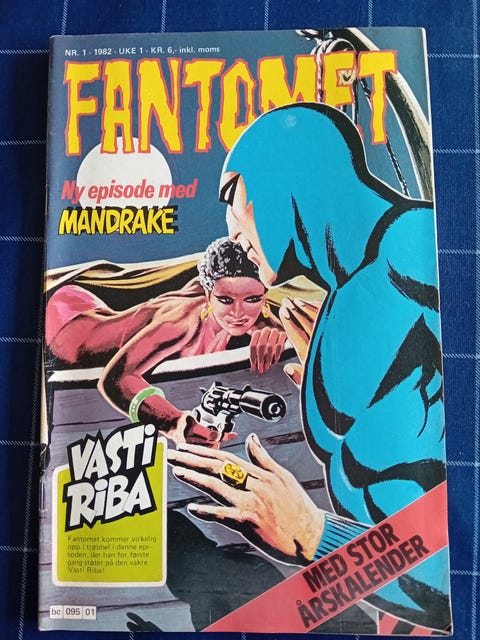 NR. 1 - 1982 - UKE 1 - KR. 6,- inkl. moms
FANTOMET
Ny episode med
MANDRAKE
VASTI
RIBA
Fantomet kommer virkelig
opp i trøbbel i denne epi-
soden, der han for første
gang støter på den vakre
Vasti Riba!
MED STOR
ÅRSKALENDER
bc 095 01